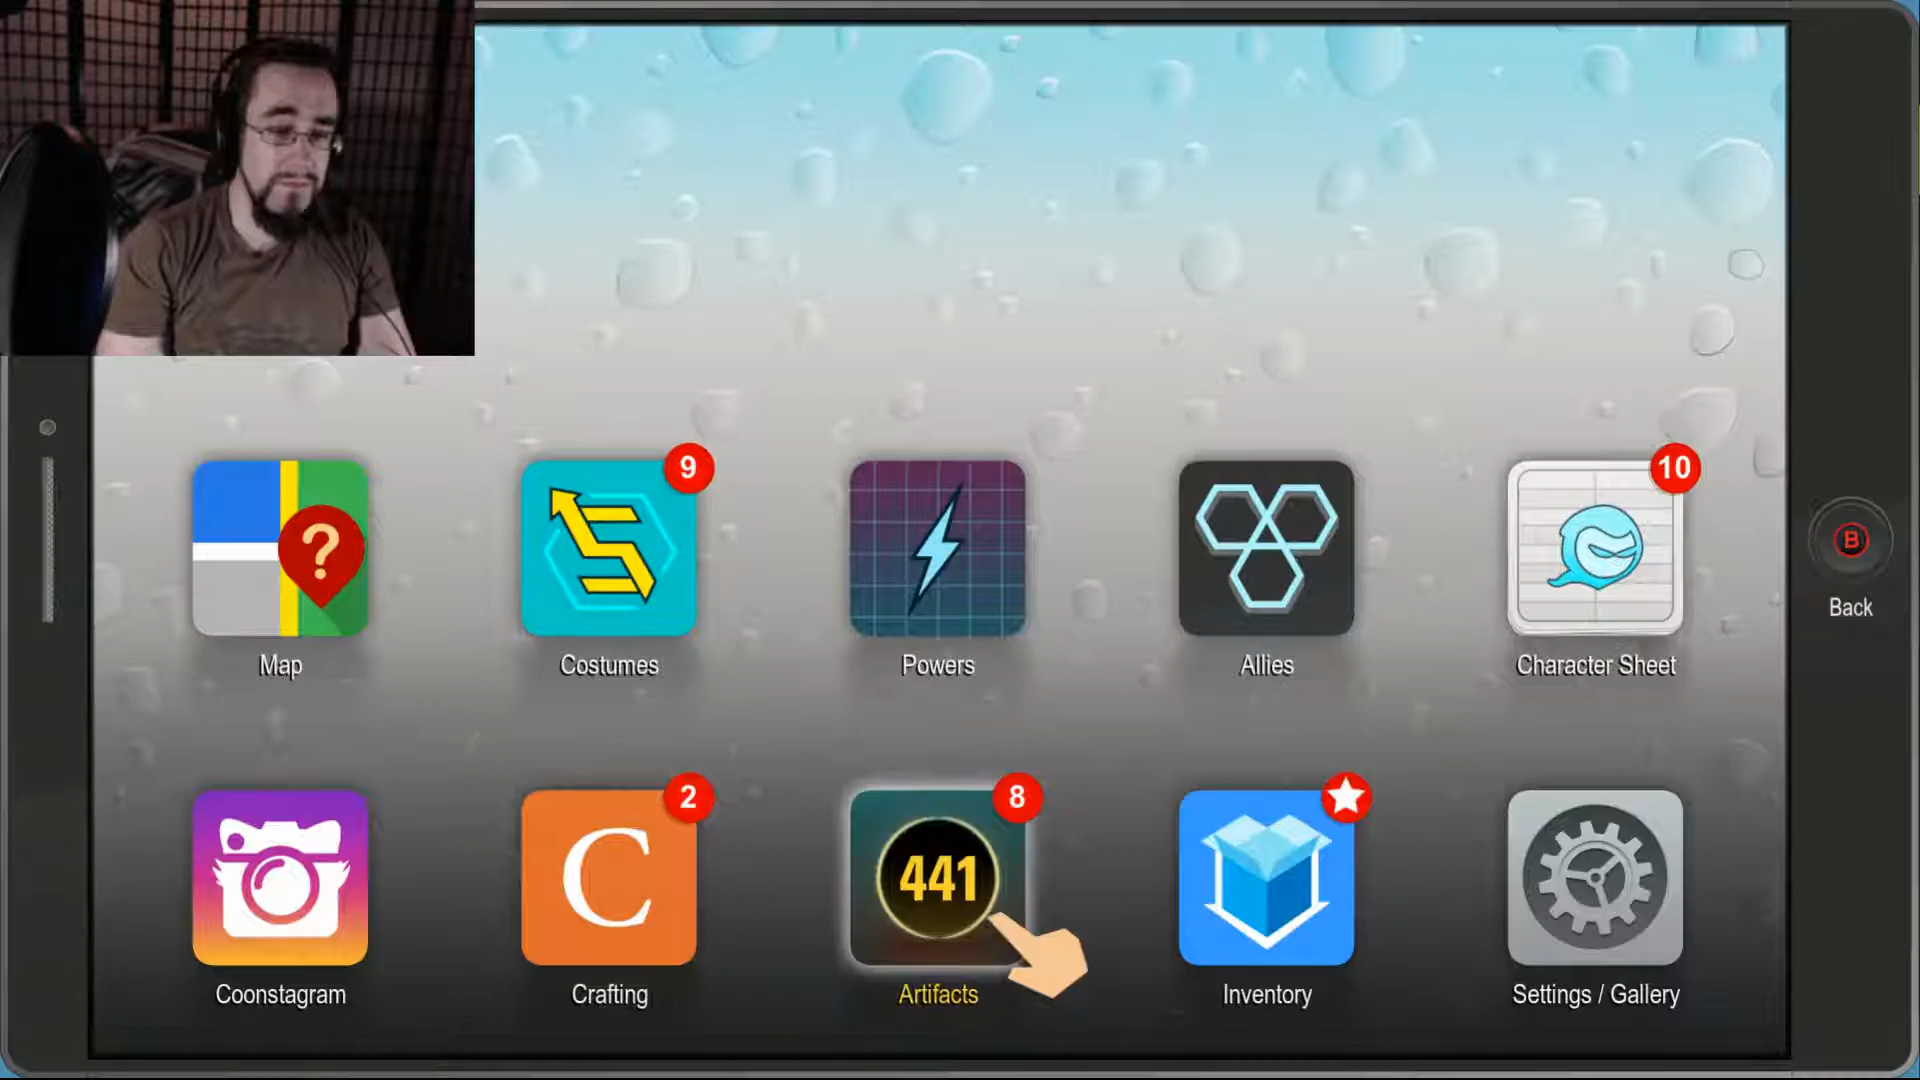 9
10
?
B
Map
Costumes
Powers
Allies
Character Sheet
Back
2
8
C
441
Coonstagram
Crafting
Artifacts
Inventory
Settings / Gallery